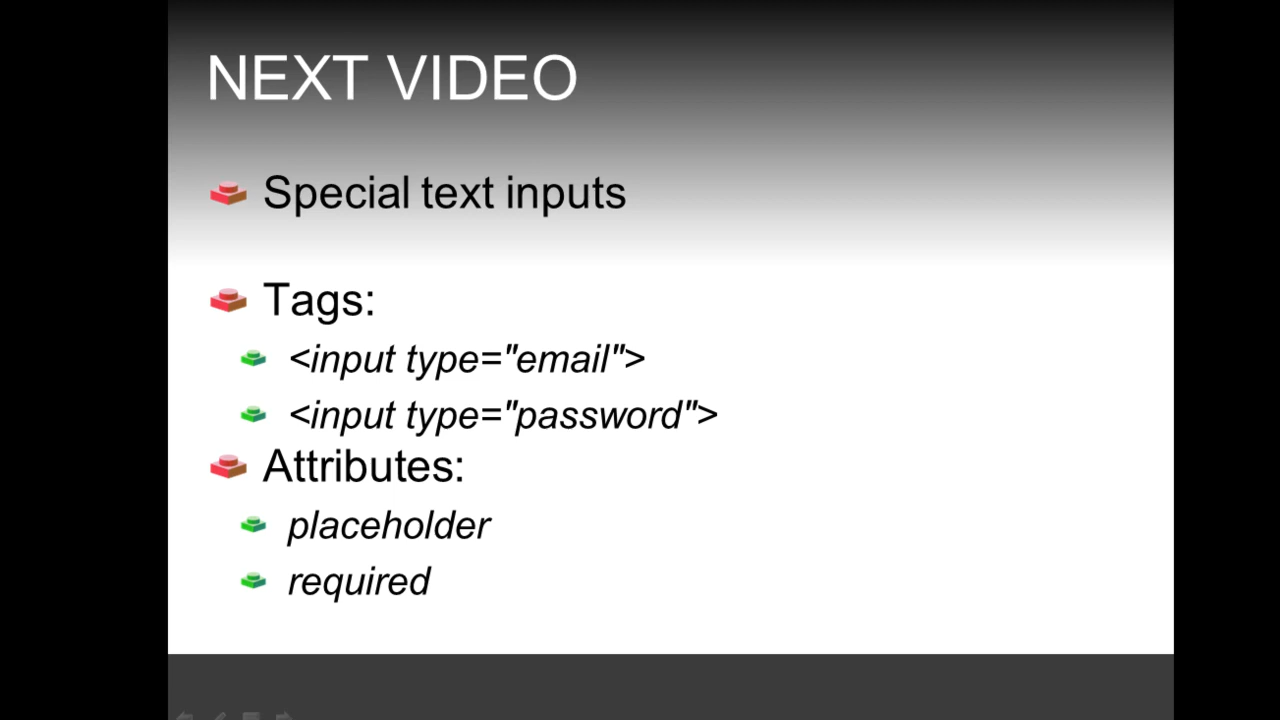 NEXT VIDEO
Special text inputs
Tags:
<input type="email">
<input type="password">
Attributes:
placeholder
required